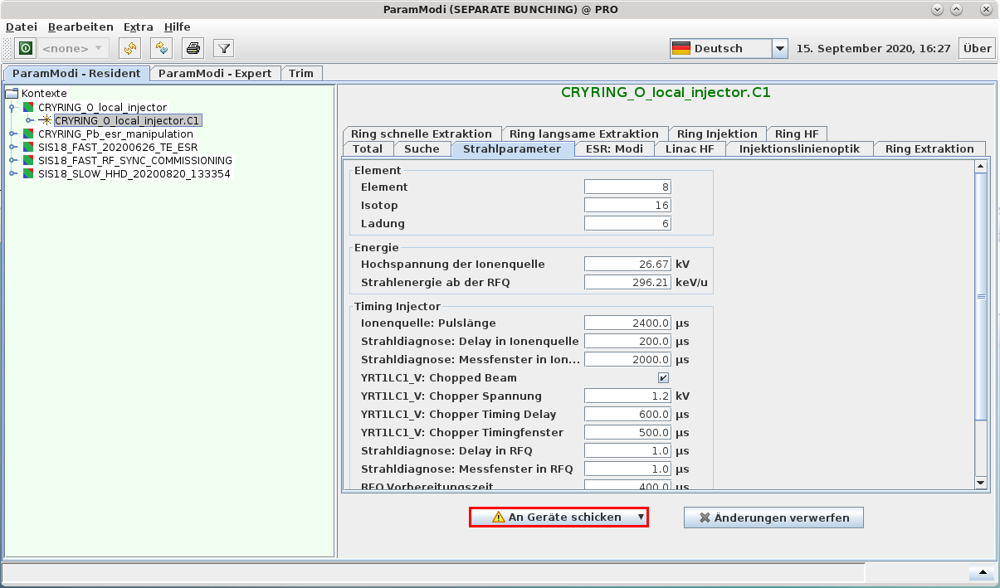 ParamModi (SEPARATE BUNCHING) @ PRO
Datei Bearbeiten Extra Hilfe
<none> Deutsch 15. September 2020, 16:27 Über
ParamModi - Resident ParamModi - Expert Trim
Kontexte
CRYRING_O_local_injector
CRYRING_O_local_injector.C1
CRYRING_Pb_esr_manipulation
SIS18_FAST_20200626_TE_ESR
SIS18_FAST_RF_SYNC_COMMISSIONING
SIS18_SLOW_HHD_20200820_133354
CRYRING_O_local_injector.C1
Ring schnelle Extraktion Ring langsame Extraktion Ring Injektion Ring HF
Total Suche Strahlparameter ESR: Modi Linac HF Injektionslinienoptik Ring Extraktion
Element
Element 8
Isotop 16
Ladung 6
Energie
Hochspannung der Ionenquelle 26.67 kV
Strahlenergie ab der RFQ 296.21 keV/u
Timing Injector
Ionenquelle: Pulslänge 2400.0 µs
Strahldiagnose: Delay in Ionenquelle 200.0 µs
Strahldiagnose: Messfenster in Ion... 2000.0 µs
YRT1LC1_V: Chopped Beam
YRT1LC1_V: Chopper Spannung 1.2 kV
YRT1LC1_V: Chopper Timing Delay 600.0 µs
YRT1LC1_V: Chopper Timingfenster 500.0 µs
Strahldiagnose: Delay in RFQ 1.0 µs
Strahldiagnose: Messfenster in RFQ 1.0 µs
RFQ Vorbereitungszeit 400.0 µs
An Geräte schicken Änderungen verwerfen